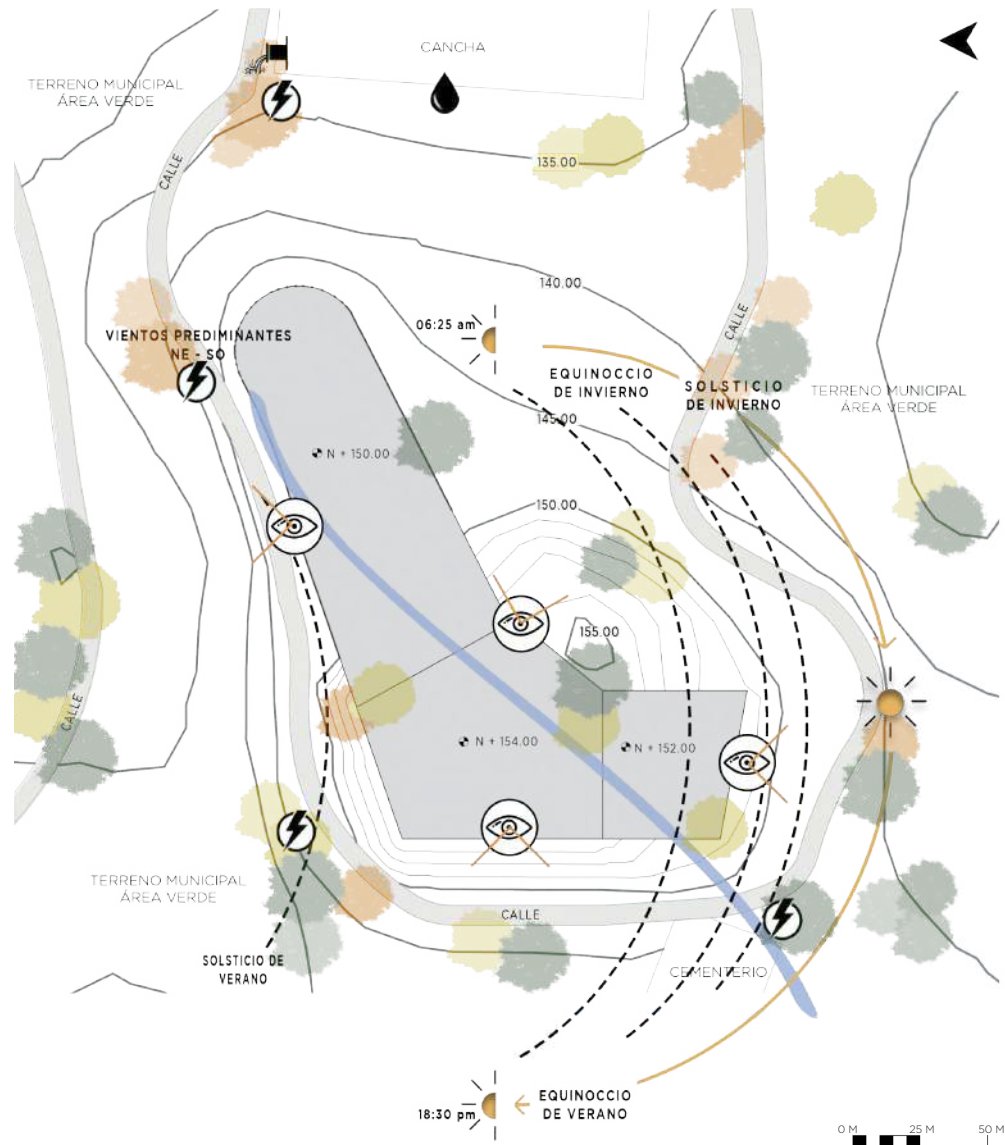 CANCHA
TERRENO MUNICIPAL
ÁREA VERDE
CALLE
135.00
140.00
CALLE
06:25 am
VIENTOS PREDIMINANTES
NE - SO
EQUINOCCIO
DE INVIERNO
SOLSTICIO
DE INVIERNO
TERRENO MUNICIPAL
ÁREA VERDE
145.00
N + 150.00
150.00
155.00
CALLE
N + 154.00
N + 152.00
TERRENO MUNICIPAL
ÁREA VERDE
CALLE
SOLSTICIO DE
VERANO
CEMENTERIO
18:30 pm
EQUINOCCIO
DE VERANO
0 M
25 M
50 M